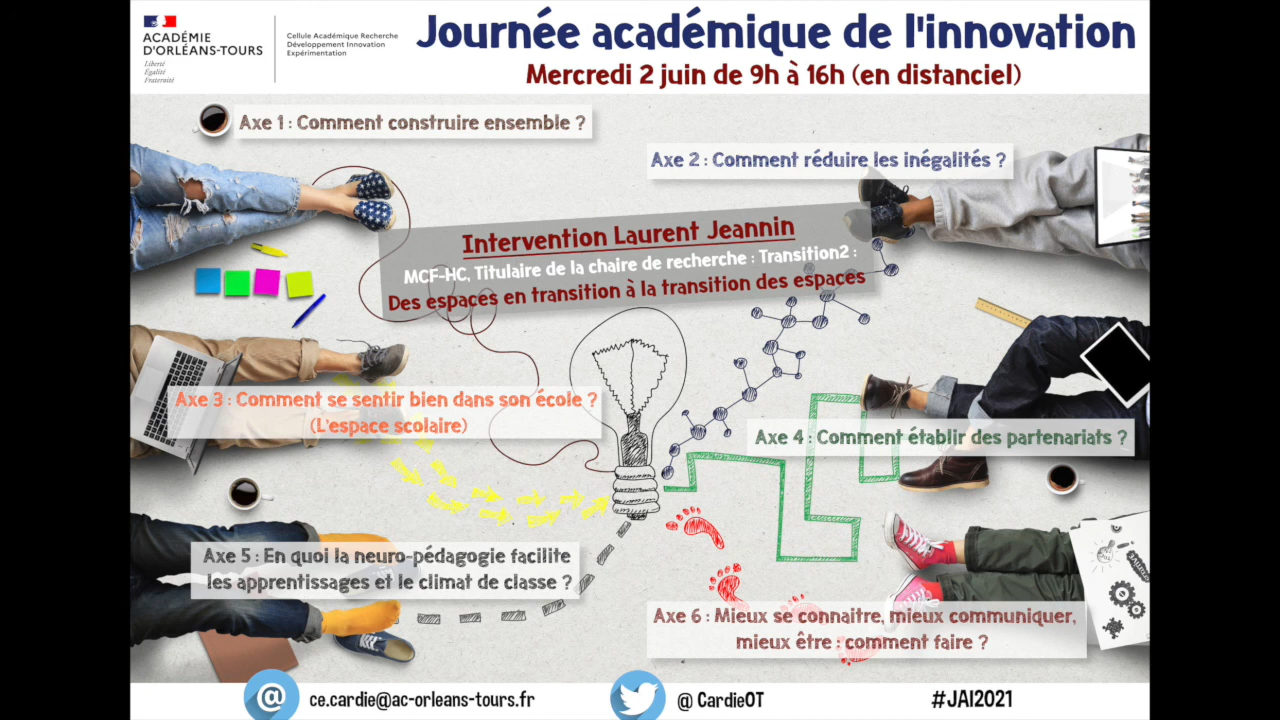 ACADÉMIE
D'ORLÉANS-TOURS
Liberté
Égalité
Fraternité
Cellule Académique Recherche
Développement Innovation
Expérimentation
Journée académique de l'innovation
Mercredi 2 juin de 9h à 16h (en distanciel)
Axe 1 : Comment construire ensemble ?
Axe 2 : Comment réduire les inégalités ?
Intervention Laurent Jeannin
MCF-HC, Titulaire de la chaire de recherche : Transition2 :
Des espaces en transition à la transition des espaces
Axe 3 : Comment se sentir bien dans son école ?
(L'espace scolaire)
Axe 4 : Comment établir des partenariats ?
Axe 5 : En quoi la neuro-pédagogie facilite
les apprentissages et le climat de classe ?
Axe 6 : Mieux se connaitre, mieux communiquer,
mieux être : comment faire ?
@ ce.cardie@ac-orleans-tours.fr
@ CardieOT
#JAI2021